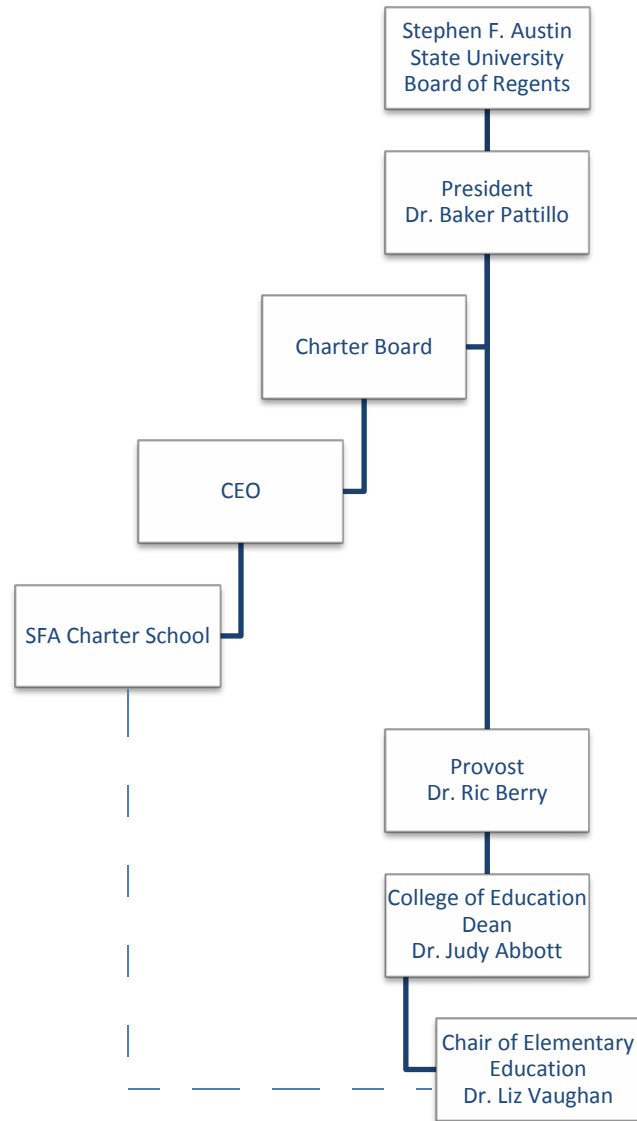 Stephen F. Austin
State University
Board of Regents
President
Dr. Baker Pattillo
Charter Board
CEO
SFA Charter School
Provost
Dr. Ric Berry
College of Education
Dean
Dr. Judy Abbott
Chair of Elementary
Education
Dr. Liz Vaughan